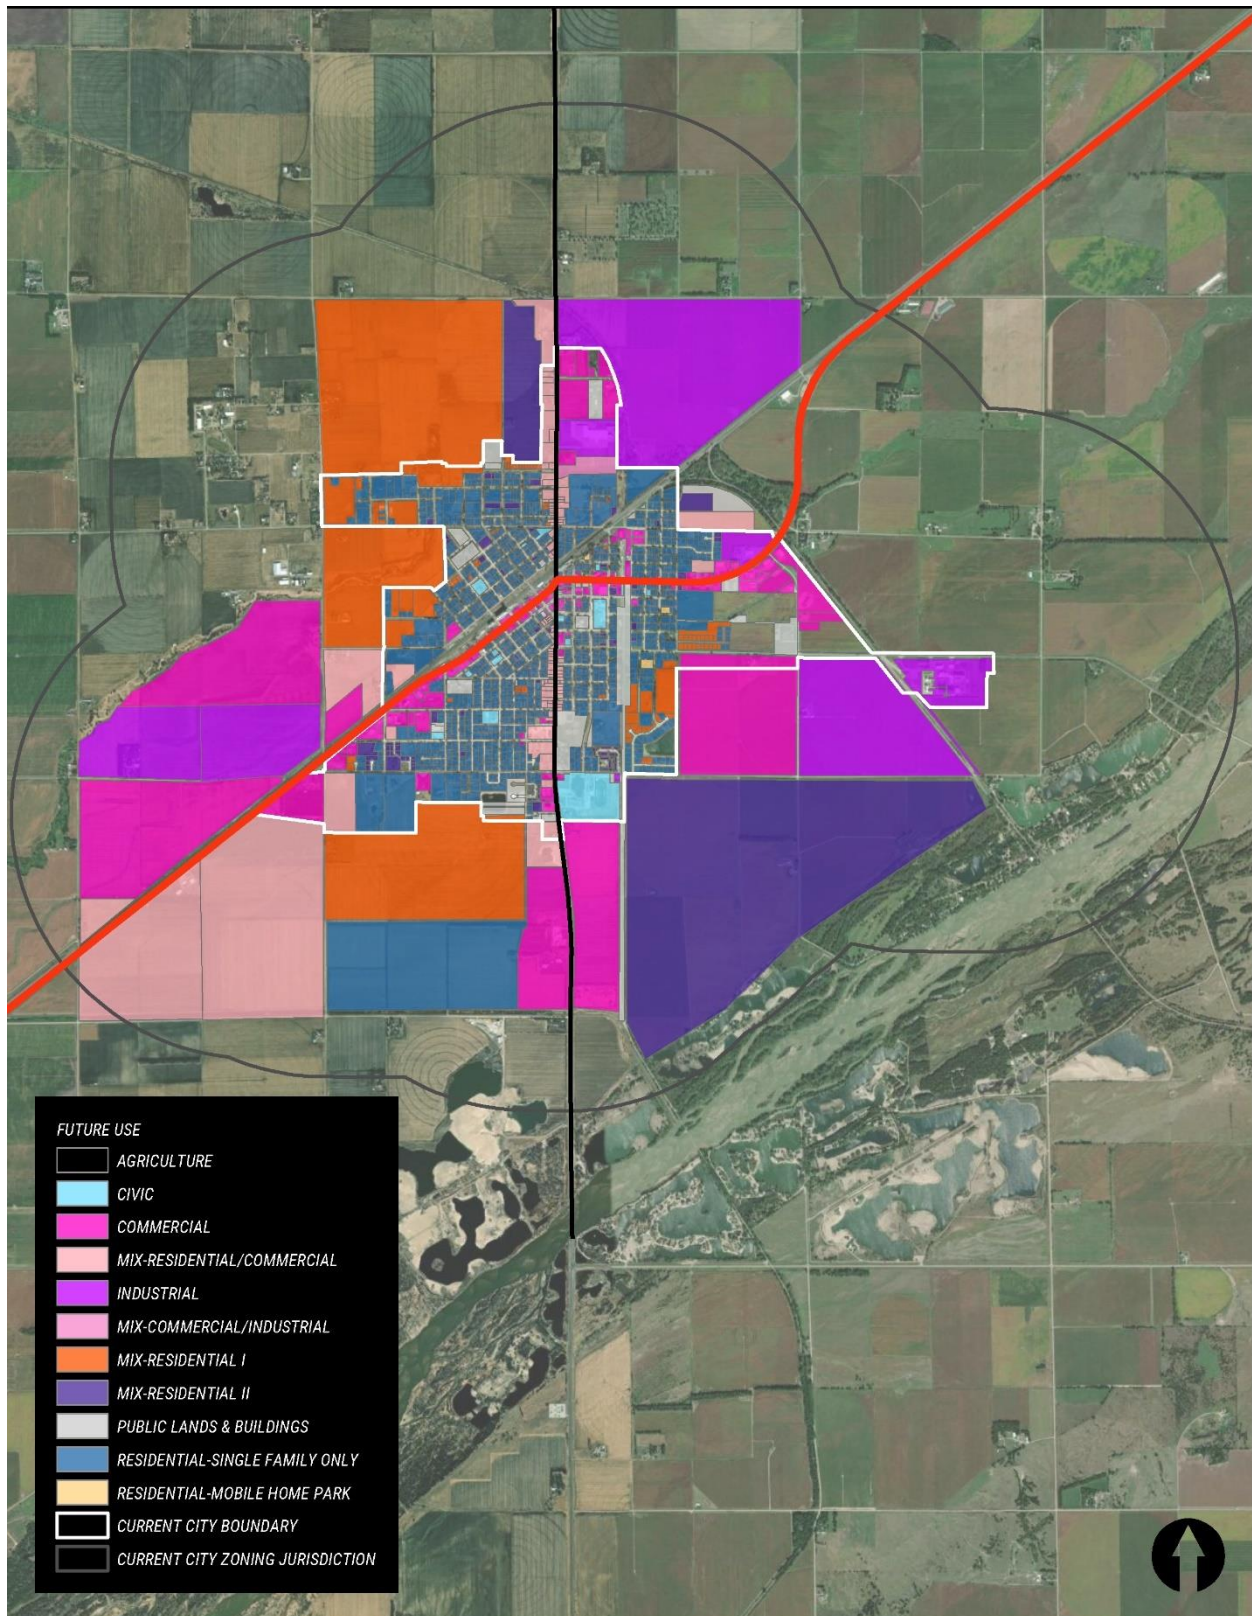 FUTURE USE
AGRICULTURE
CIVIC
COMMERCIAL
MIX-RESIDENTIAL/COMMERCIAL
INDUSTRIAL
MIX-COMMERCIAL/INDUSTRIAL
MIX-RESIDENTIAL I
MIX-RESIDENTIAL II
PUBLIC LANDS & BUILDINGS
RESIDENTIAL-SINGLE FAMILY ONLY
RESIDENTIAL-MOBILE HOME PARK
CURRENT CITY BOUNDARY
CURRENT CITY ZONING JURISDICTION